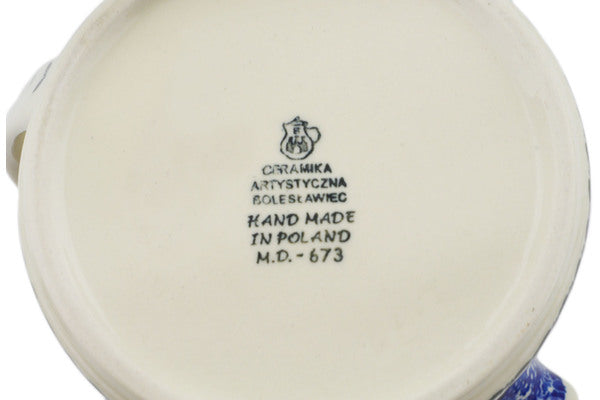 CERAMIKA
ARTYSTYCZNA
BOLESŁAWIEC
HAND MADE
IN POLAND
M.D. - 673